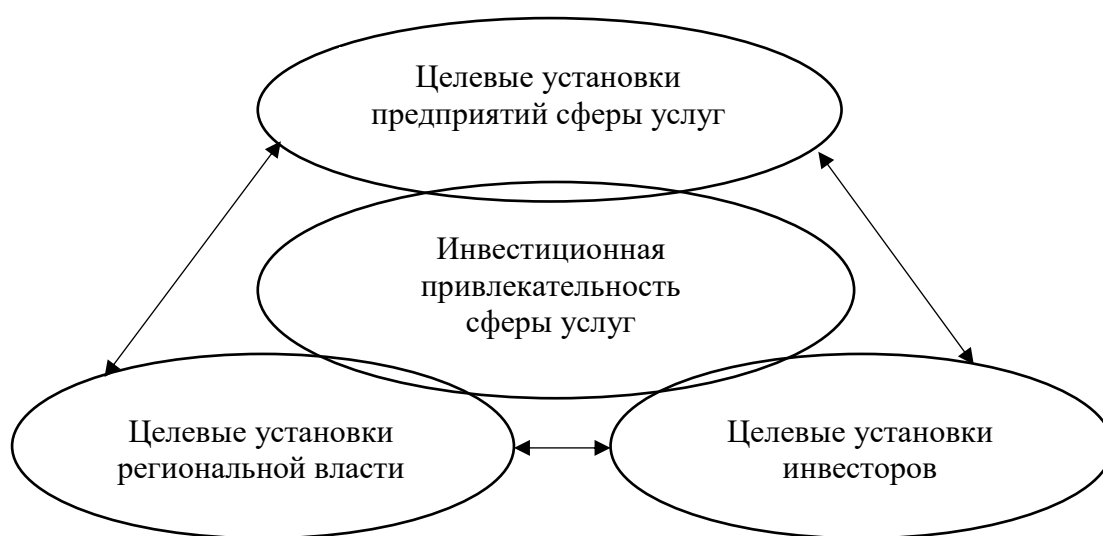 Целевые установки
предприятий сферы услуг
Инвестиционная
привлекательность
сферы услуг
Целевые установки
региональной власти
Целевые установки
инвесторов